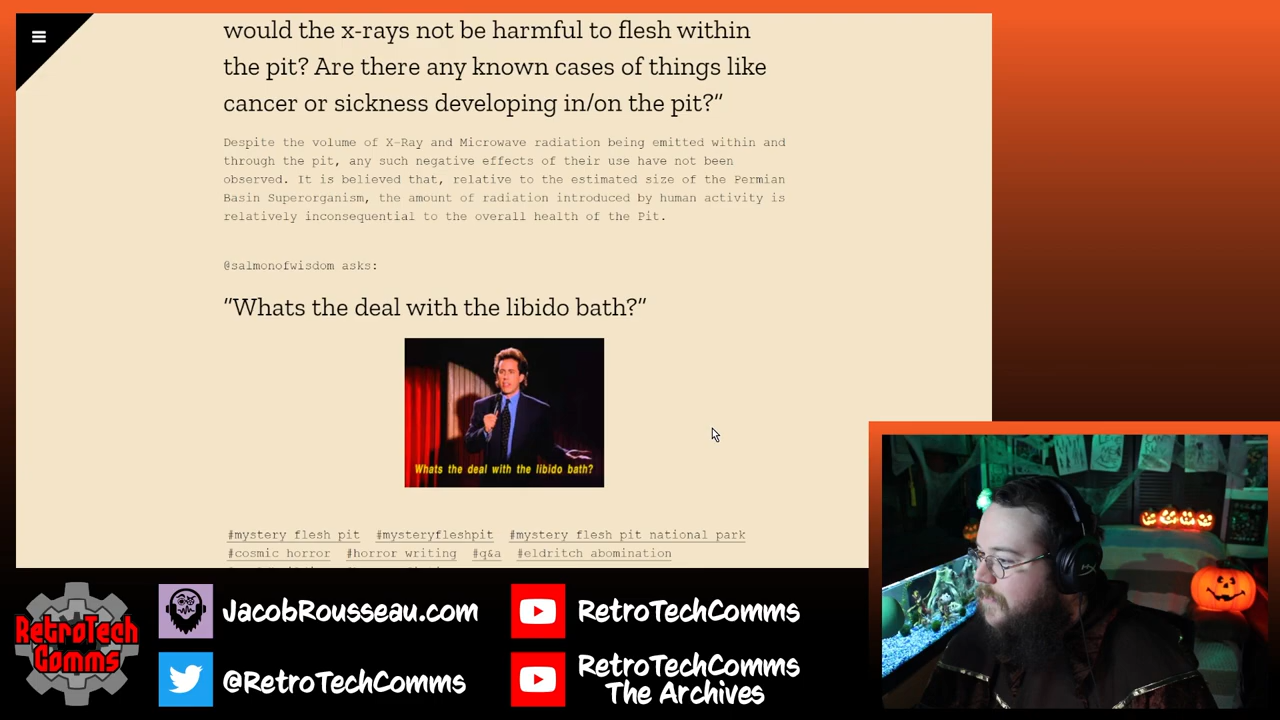 would the x-rays not be harmful to flesh within
the pit? Are there any known cases of things like
cancer or sickness developing in/on the pit?”
Despite the volume of X-Ray and Microwave radiation being emitted within and
through the pit, any such negative effects of their use have not been
observed. It is believed that, relative to the estimated size of the Permian
Basin Superorganism, the amount of radiation introduced by human activity is
relatively inconsequential to the overall health of the Pit.
@salmonofwisdom asks:
“Whats the deal with the libido bath?”
Whats the deal with the libido bath?
#mystery flesh pit #mysteryfleshpit #mystery flesh pit national park
#cosmic horror #horror writing #q&a #eldritch abomination
RetroTech
Comms
JacobRousseau.com
@RetroTechComms
RetroTechComms
RetroTechComms
The Archives